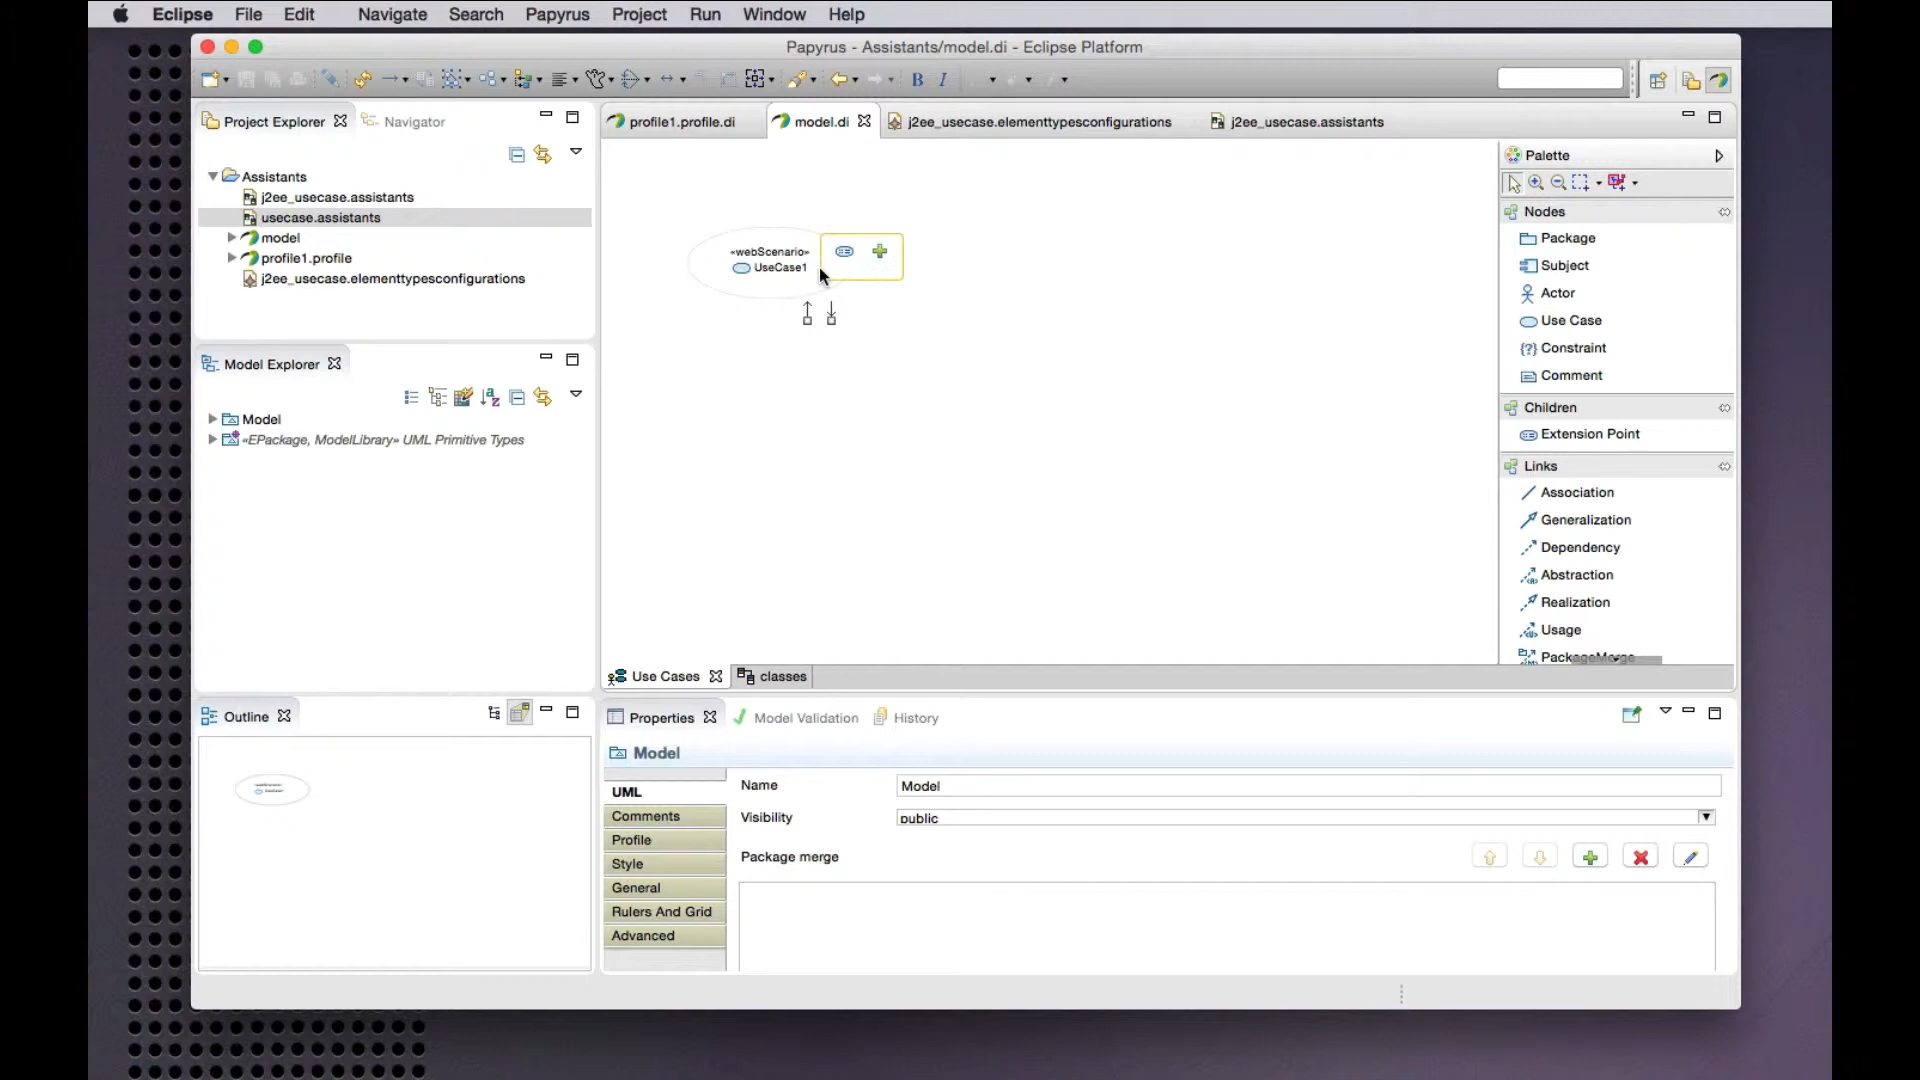 Eclipse File Edit Navigate Search Papyrus Project Run Window Help
Papyrus - Assistants/model.di - Eclipse Platform
B I
Project Explorer Navigator
Assistants
j2ee_usecase.assistants
usecase.assistants
model
profile1.profile
j2ee_usecase.elementtypesconfigurations
Model Explorer
Model
«EPackage, ModelLibrary» UML Primitive Types
Outline
profile1.profile.di model.di j2ee_usecase.elementtypesconfigurations j2ee_usecase.assistants
«webScenario»
UseCase1
Palette
Nodes
Package
Subject
Actor
Use Case
Constraint
Comment
Children
Extension Point
Links
Association
Generalization
Dependency
Abstraction
Realization
Usage
PackageMerge
Use Cases classes
Properties Model Validation History
Model
UML
Comments
Profile
Style
General
Rulers And Grid
Advanced
Name Model
Visibility public
Package merge